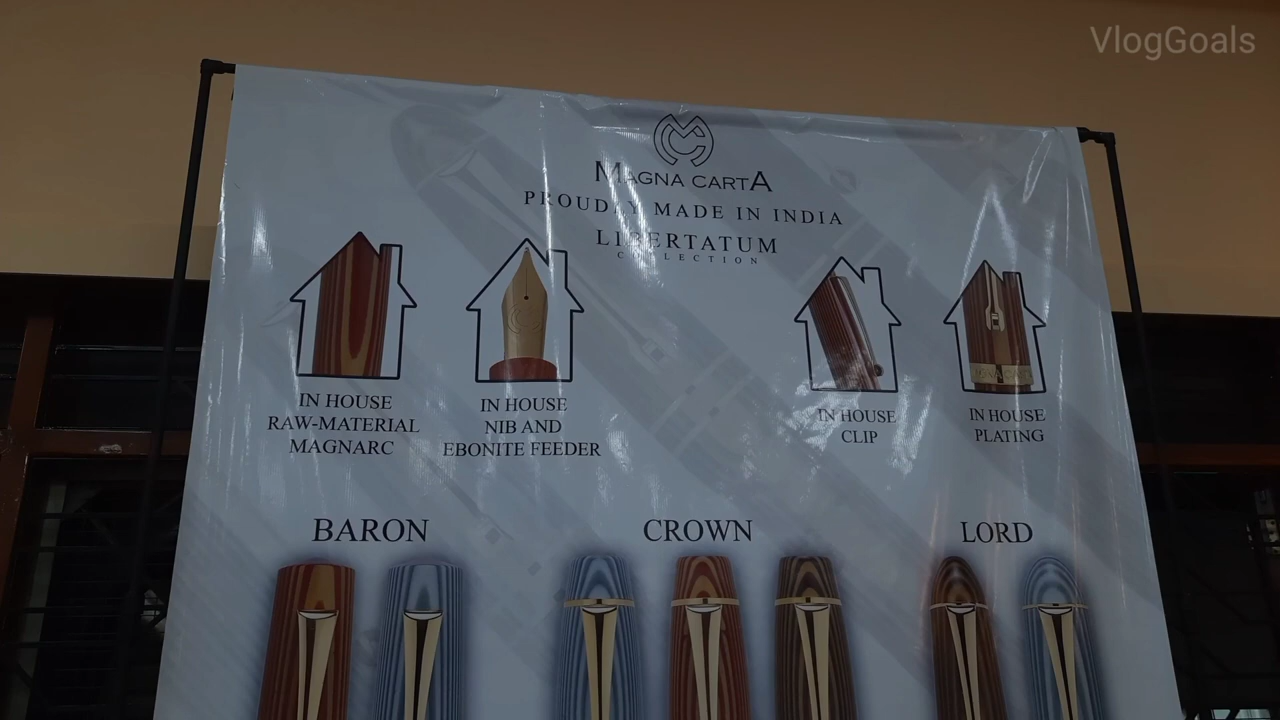 VlogGoals
MAGNA CARTA
PROUDLY MADE IN INDIA
LIBERTATUM
COLLECTION
IN HOUSE
RAW-MATERIAL
MAGNARC
IN HOUSE
NIB AND
EBONITE FEEDER
IN HOUSE
CLIP
IN HOUSE
PLATING
BARON
CROWN
LORD